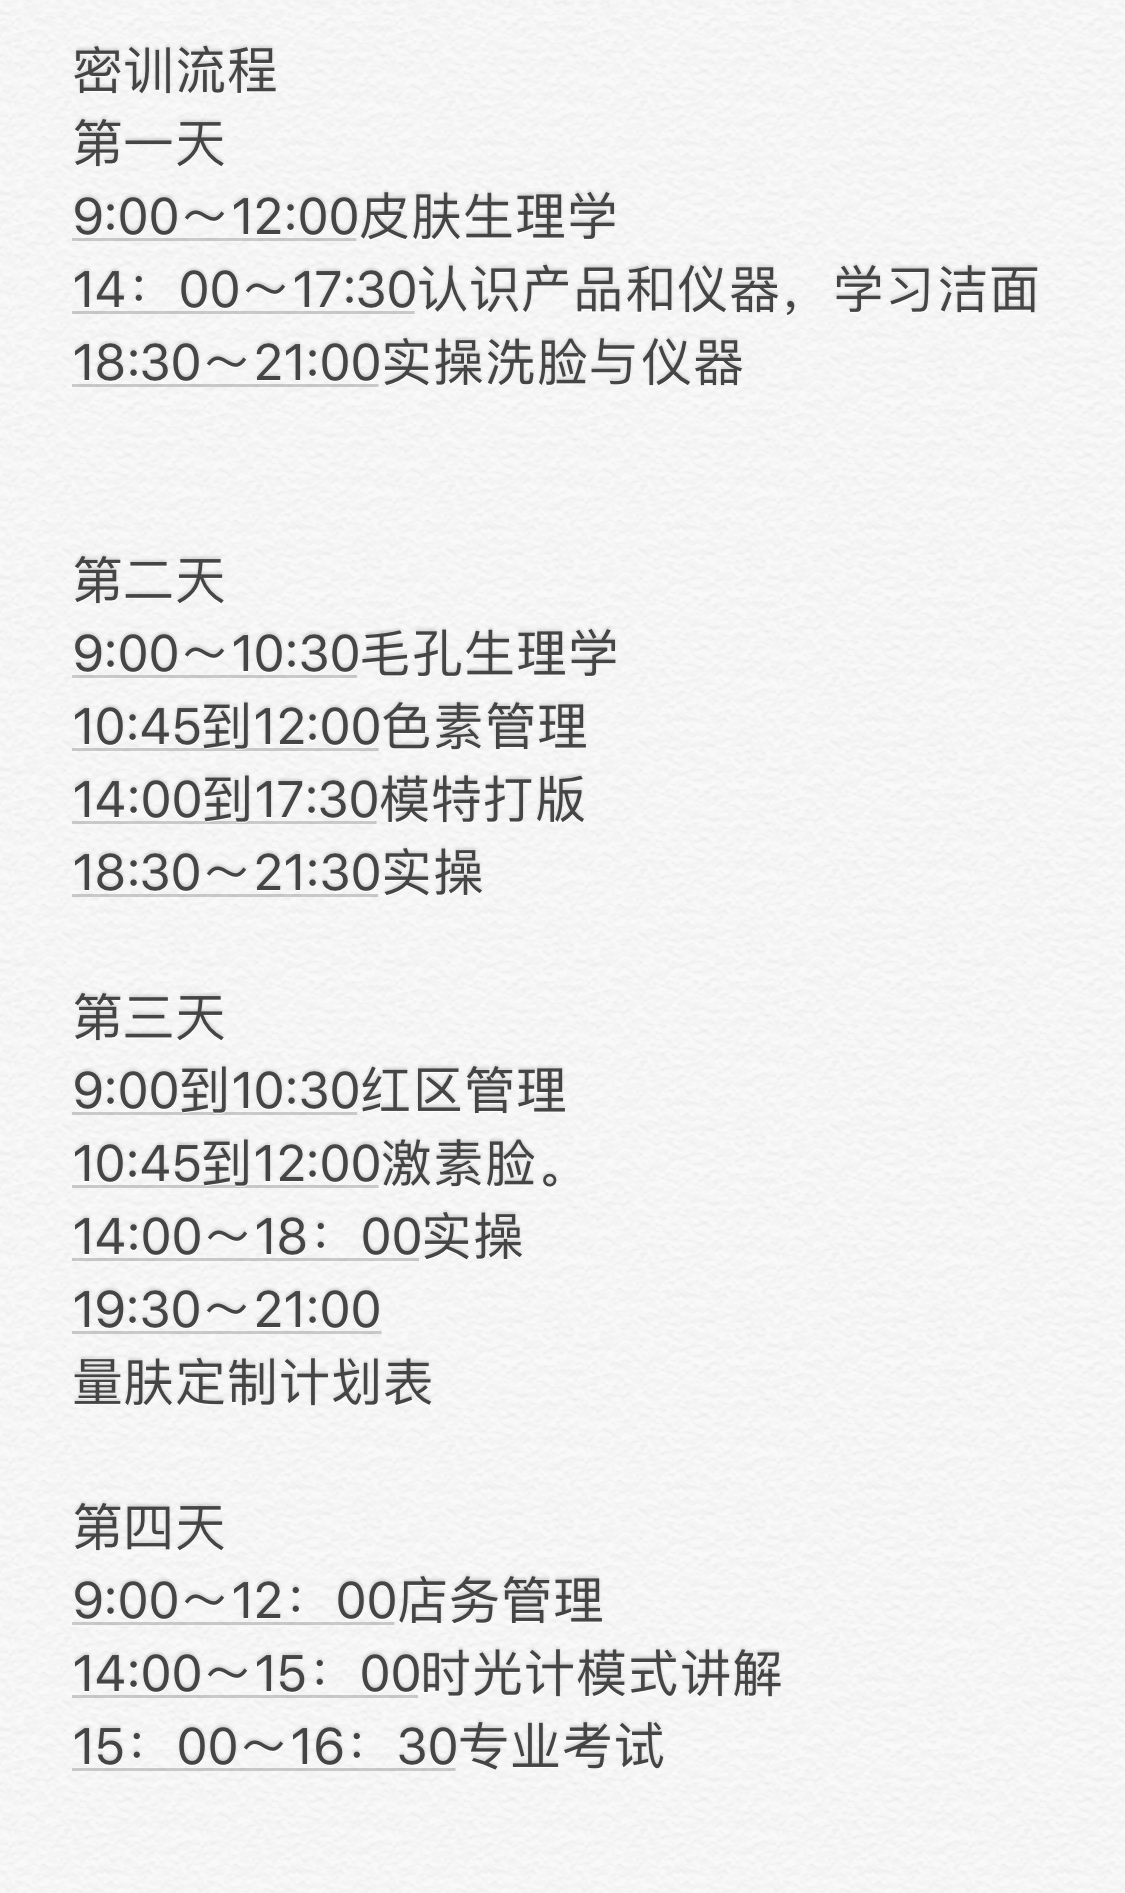 密训流程
第一天
9:00～12:00皮肤生理学
14：00～17:30认识产品和仪器，学习洁面
18:30～21:00实操洗脸与仪器
第二天
9:00～10:30毛孔生理学
10:45到12:00色素管理
14:00到17:30模特打版
18:30～21:30实操
第三天
9:00到10:30红区管理
10:45到12:00激素脸。
14:00～18：00实操
19:30～21:00
量肤定制计划表
第四天
9:00～12：00店务管理
14:00～15：00时光计模式讲解
15：00～16：30专业考试